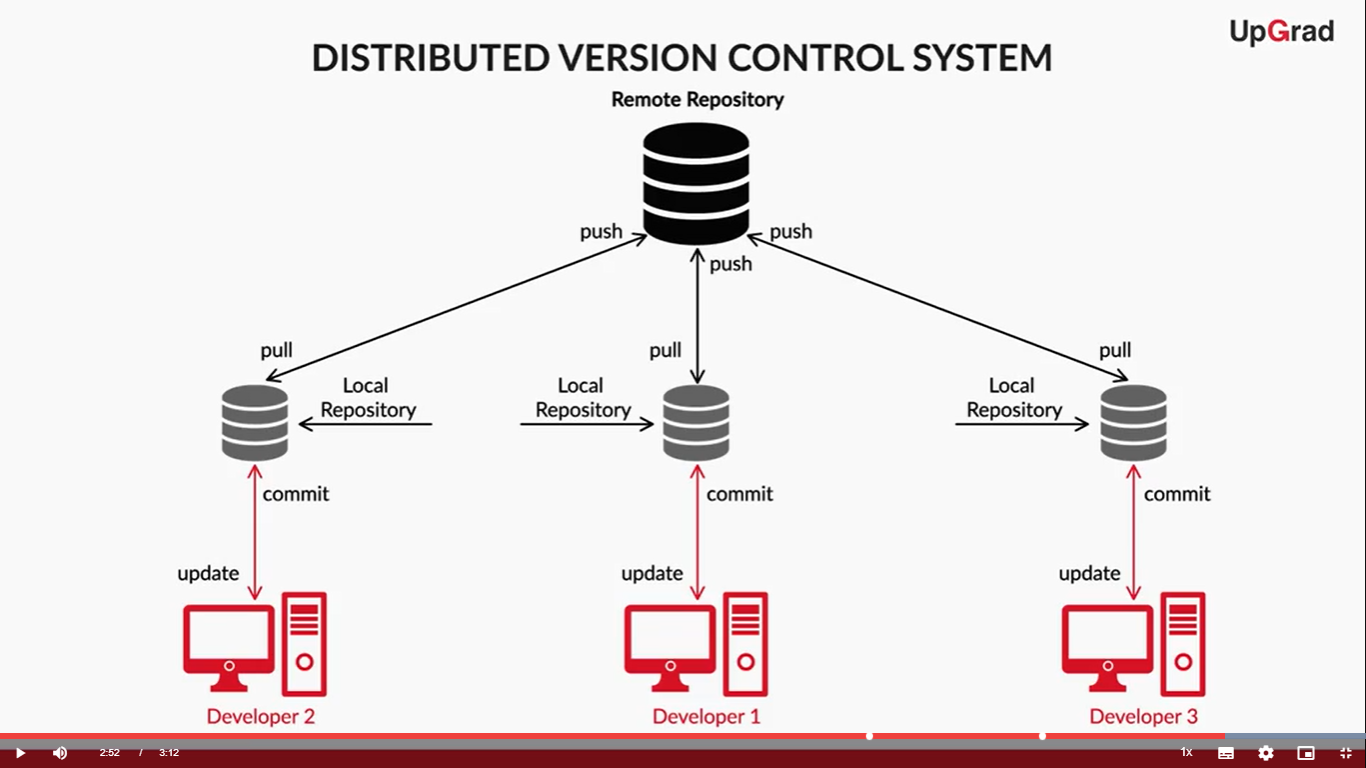 UpGrad
DISTRIBUTED VERSION CONTROL SYSTEM
Remote Repository
push
push
push
pull
pull
pull
Local
Repository
Local
Repository
Local
Repository
commit
commit
commit
update
update
update
Developer 2
Developer 1
Developer 3
2:52 / 3:12
1x